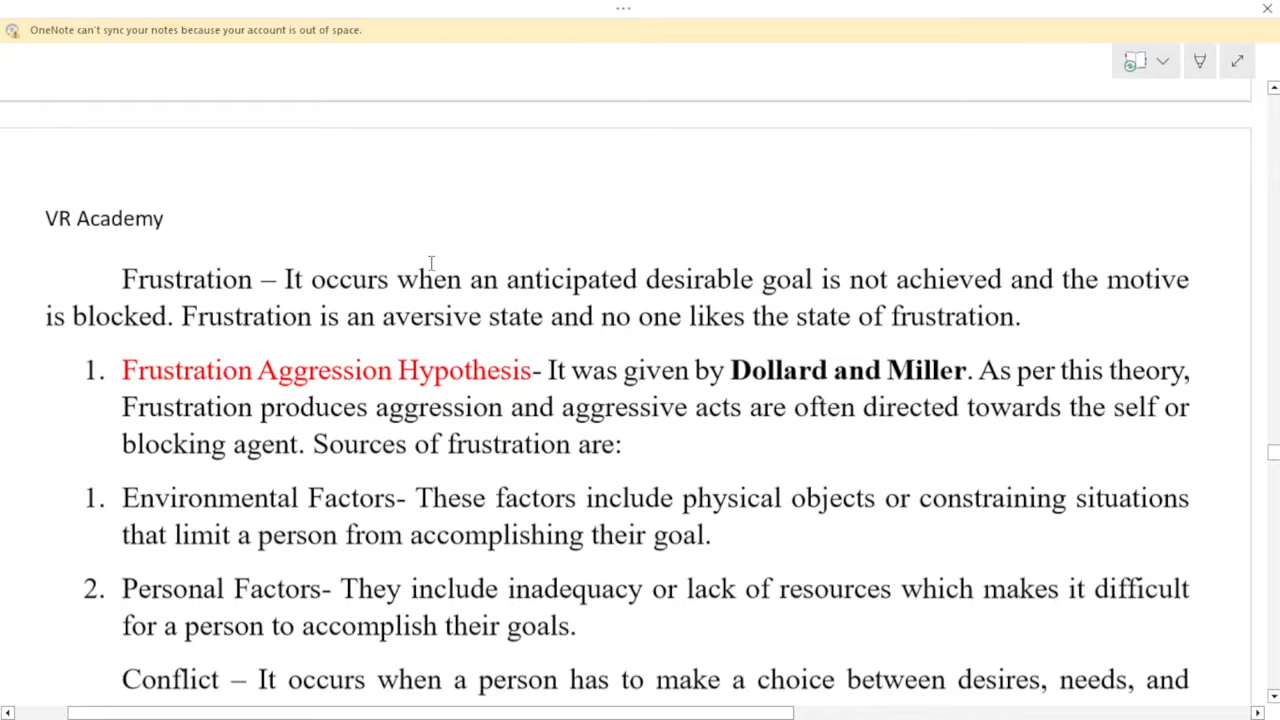 OneNote can't sync your notes because your account is out of space.
VR Academy
Frustration – It occurs when an anticipated desirable goal is not achieved and the motive
is blocked. Frustration is an aversive state and no one likes the state of frustration.
1. Frustration Aggression Hypothesis- It was given by Dollard and Miller. As per this theory,
Frustration produces aggression and aggressive acts are often directed towards the self or
blocking agent. Sources of frustration are:
1. Environmental Factors- These factors include physical objects or constraining situations
that limit a person from accomplishing their goal.
2. Personal Factors- They include inadequacy or lack of resources which makes it difficult
for a person to accomplish their goals.
Conflict – It occurs when a person has to make a choice between desires, needs, and